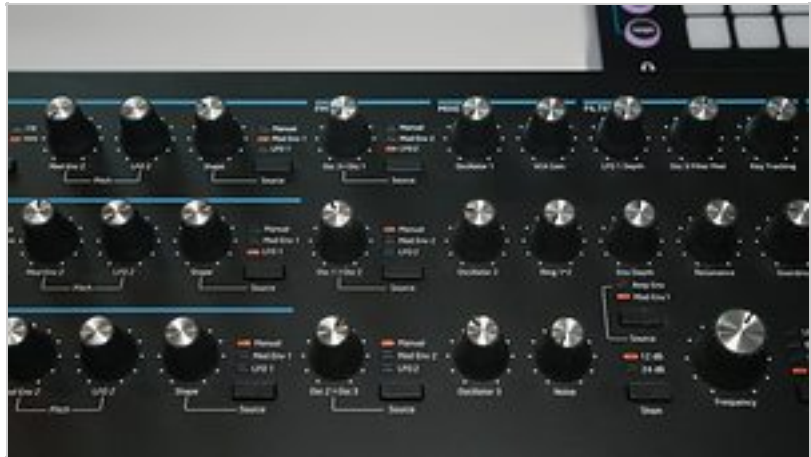 FM
Manual
Mod Env 1
LFO 1
Manual
Mod Env 2
LFO 2
Mod Env 2
LFO 2
Shape
Osc 3 > Osc 1
Oscillator 1
VCA Gain
LFO 1 Depth
Osc 3 Filter Mod
Key Tracking
Pitch
Source
Source
Manual
Mod Env 1
LFO 1
Manual
Mod Env 2
LFO 2
Mod Env 2
LFO 2
Shape
Osc 1 > Osc 2
Oscillator 2
Ring 1*2
Env Depth
Resonance
Pitch
Source
Source
Amp Env
Mod Env 1
Source
Manual
Mod Env 1
LFO 1
Manual
Mod Env 2
LFO 2
12 dB
24 dB
LFO 2
Shape
Osc 2 > Osc 3
Oscillator 3
Noise
Frequency
Pitch
Source
Source
Slope